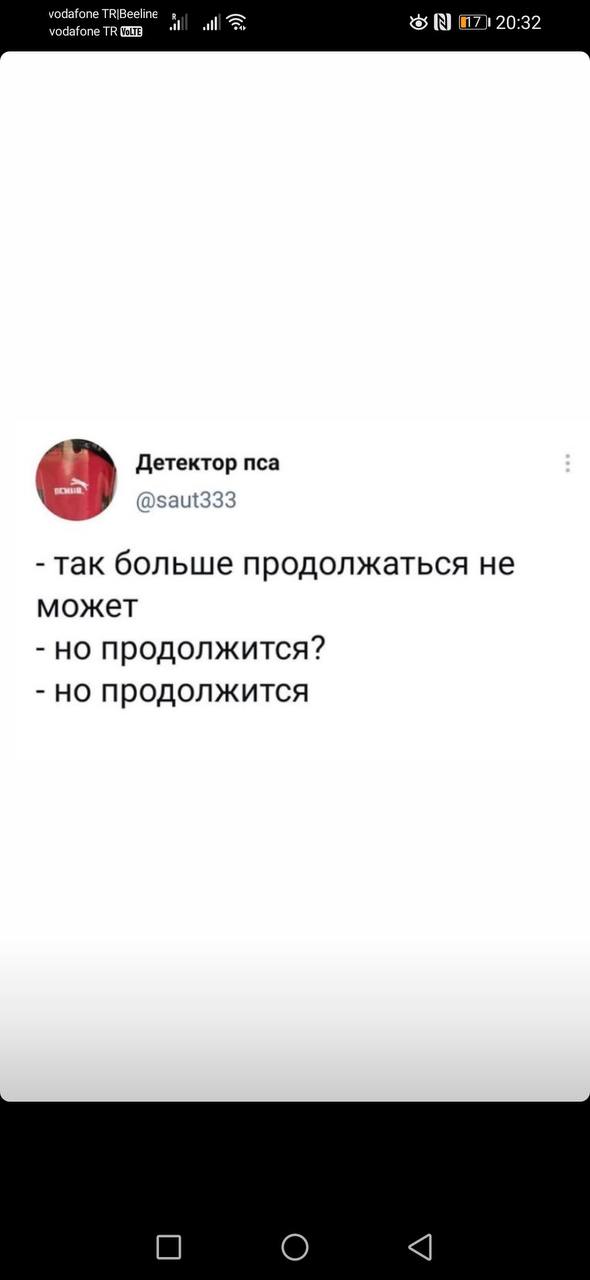 vodafone TR|Beeline
vodafone TR VoLTE
R
17
20:32
Детектор пса
@saut333
- так больше продолжаться не
может
- но продолжится?
- но продолжится